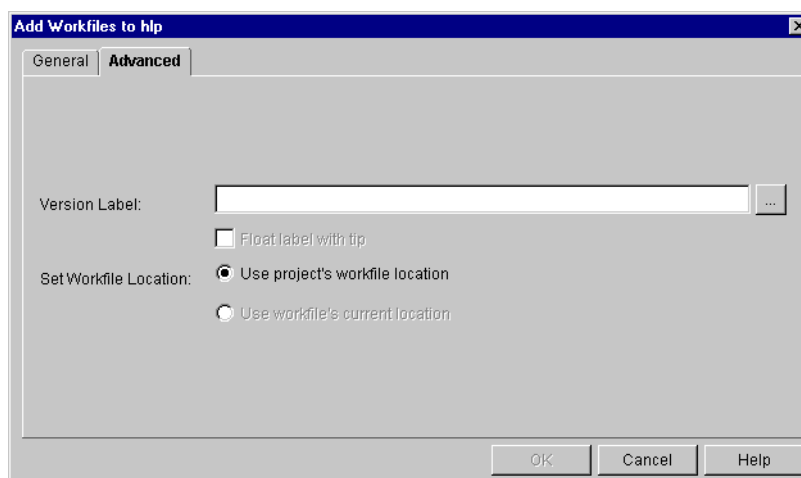 Add Workfiles to hlp
General Advanced
Version Label:
...
Float label with tip
Set Workfile Location: Use project's workfile location
Use workfile's current location
OK Cancel Help